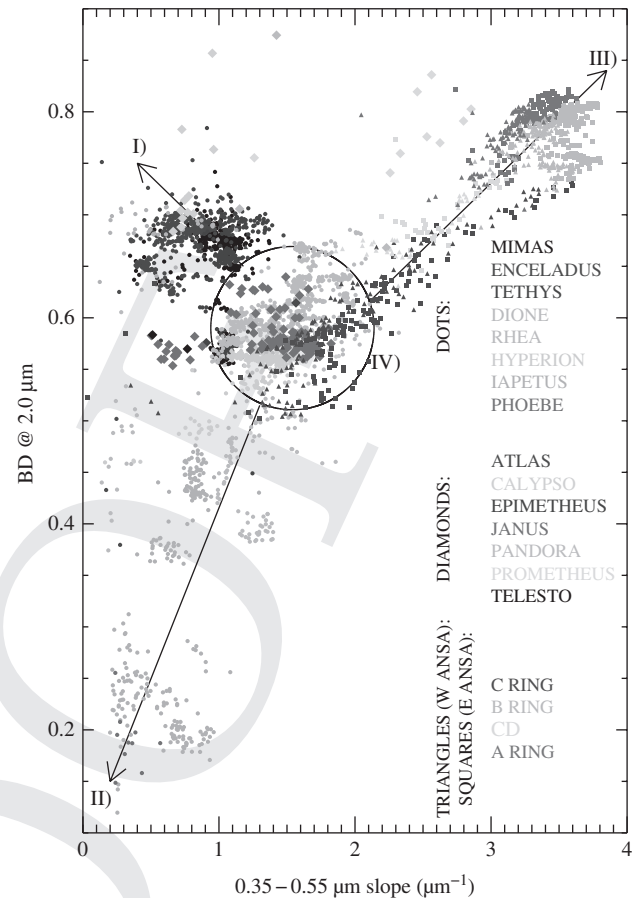 III)
0.8
I)
MIMAS
ENCELADUS
TETHYS
DIONE
RHEA
HYPERION
IAPETUS
PHOEBE
DOTS:
0.6
IV)
BD @ 2.0 μm
ATLAS
CALYPSO
EPIMETHEUS
JANUS
PANDORA
PROMETHEUS
TELESTO
DIAMONDS:
0.4
TRIANGLES (W ANSA):
SQUARES (E ANSA):
C RING
B RING
CD
A RING
0.2
II)
0 1 2 3 4
0.35–0.55 μm slope (μm⁻¹)